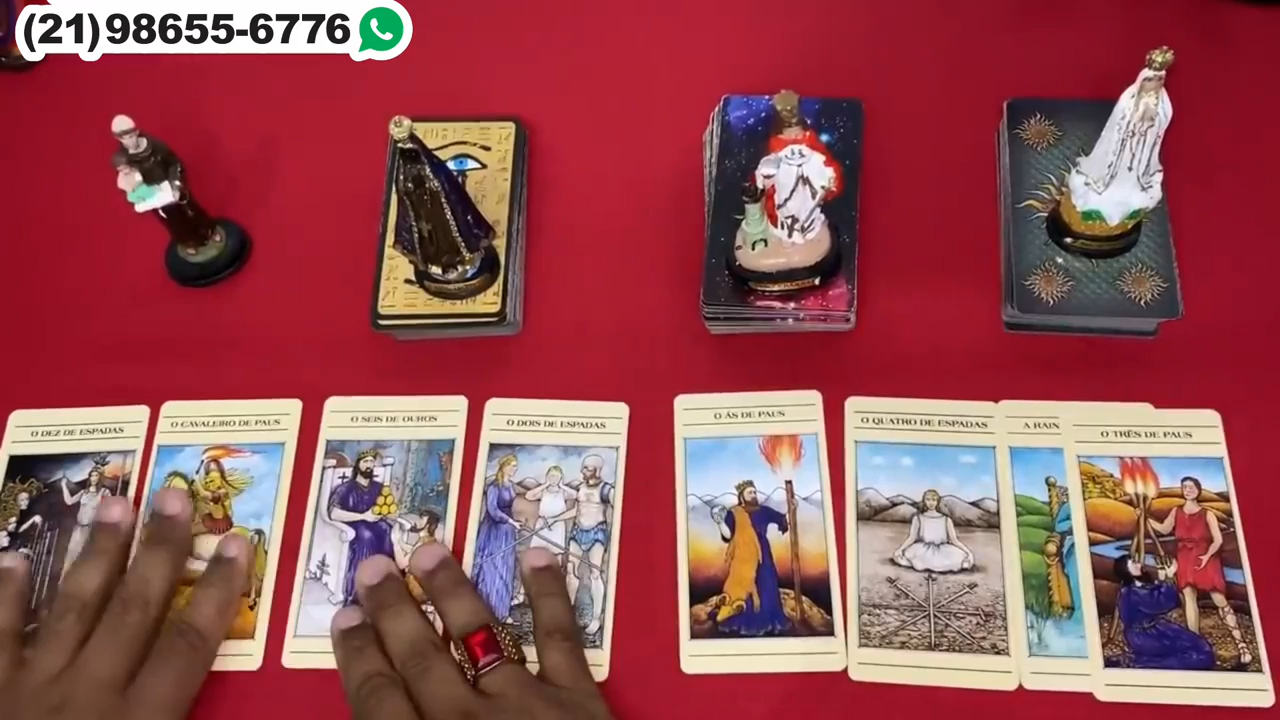 (21)98655-6776
O DEZ DE ESPADAS
O CAVALEIRO DE PAUS
O SEIS DE OUROS
O DOIS DE ESPADAS
O ÁS DE PAUS
O QUATRO DE ESPADAS
A RAIN
O TRÊS DE PAUS